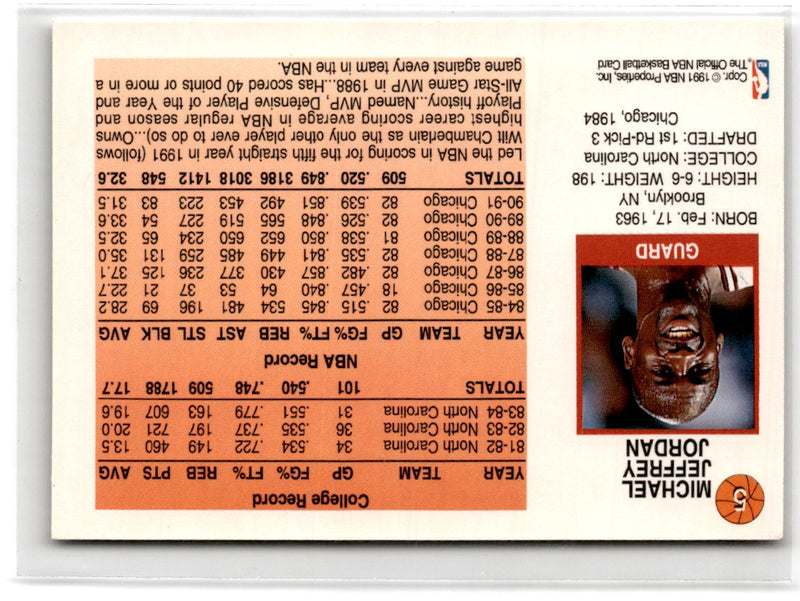 5
MICHAEL
JEFFREY
JORDAN
GUARD
BORN: Feb. 17, 1963
Brooklyn, NY
HEIGHT: 6-6 WEIGHT: 198
COLLEGE: North Carolina
DRAFTED: 1st Rd-Pick 3
Chicago, 1984
NBA
Copr. © 1991 NBA Properties, Inc.
The Official NBA Basketball Card
College Record
YEAR TEAM GP FG% FT% REB PTS AVG
81-82 North Carolina 34 .534 .722 149 460 13.5
82-83 North Carolina 36 .535 .737 197 721 20.0
83-84 North Carolina 31 .551 .779 163 607 19.6
TOTALS 101 .540 .748 509 1788 17.7
NBA Record
YEAR TEAM GP FG% FT% REB AST STL BLK AVG
84-85 Chicago 82 .515 .845 534 481 196 69 28.2
85-86 Chicago 18 .457 .840 64 53 37 21 22.7
86-87 Chicago 82 .482 .857 430 377 236 125 37.1
87-88 Chicago 82 .535 .841 449 485 259 131 35.0
88-89 Chicago 81 .538 .850 652 650 234 65 32.5
89-90 Chicago 82 .526 .848 565 519 227 54 33.6
90-91 Chicago 82 .539 .851 492 453 223 83 31.5
TOTALS 509 .520 .849 3186 3018 1412 548 32.6
Led the NBA in scoring for the fifth straight year in 1991 (follows
Wilt Chamberlain as the only other player ever to do so)...Owns
highest career scoring average in NBA regular season and
Playoff history...Named MVP, Defensive Player of the Year and
All-Star Game MVP in 1988...Has scored 40 points or more in a
game against every team in the NBA.